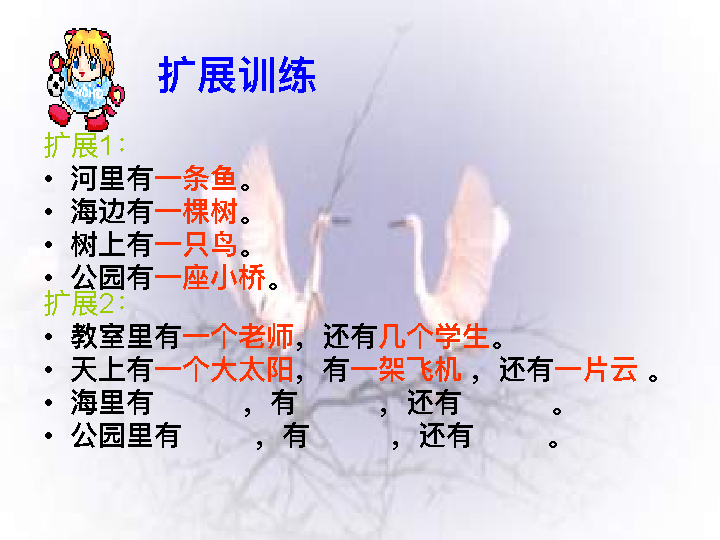 扩展训练
扩展1：
• 河里有一条鱼。
• 海边有一棵树。
• 树上有一只鸟。
• 公园有一座小桥。
扩展2：
• 教室里有一个老师，还有几个学生。
• 天上有一个大太阳，有一架飞机 ，还有一片云 。
• 海里有　　　，有　　　，还有　　　。
• 公园里有　　　，有　　　，还有　　　。